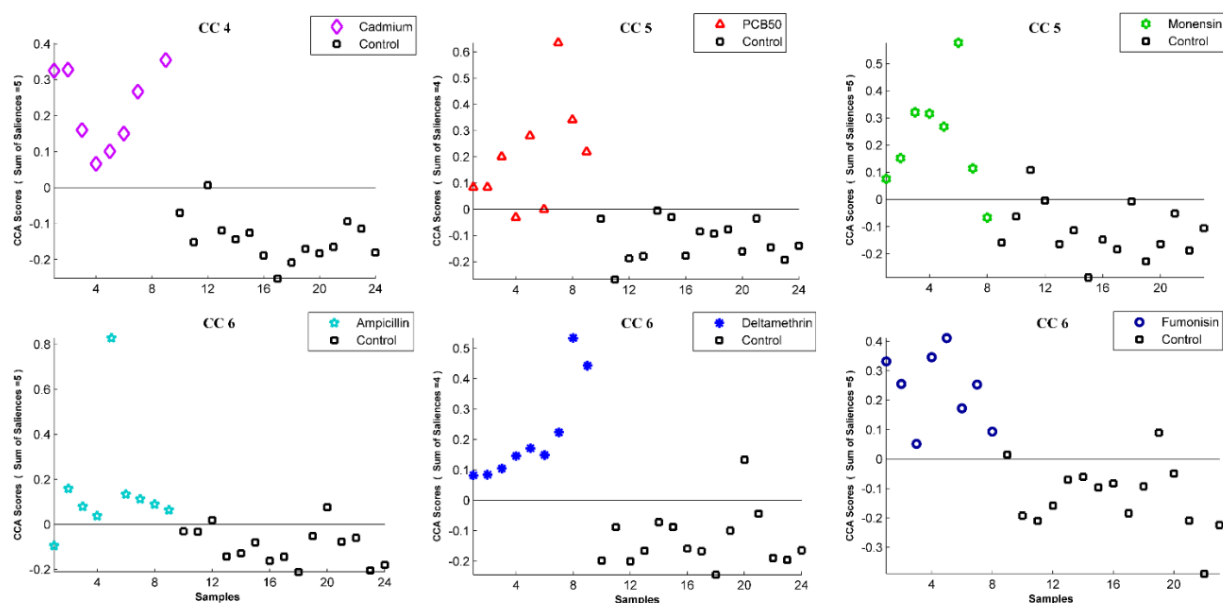 CC 4
Cadmium
Control
CCA Scores ( Sum of Saliences =5)
0.4
0.3
0.2
0.1
0
-0.1
-0.2
4 8 12 16 20 24
CC 5
PCB50
Control
CCA Scores ( Sum of Saliences =4)
0.6
0.5
0.4
0.3
0.2
0.1
0
-0.1
-0.2
4 8 12 16 20 24
CC 5
Monensin
Control
CCA Scores ( Sum of Saliences =5)
0.5
0.4
0.3
0.2
0.1
0
-0.1
-0.2
4 8 12 16 20
CC 6
Ampicillin
Control
CCA Scores ( Sum of Saliences =5)
0.8
0.6
0.4
0.2
0
-0.2
4 8 12 16 20 24
Samples
CC 6
Deltamethrin
Control
CCA Scores ( Sum of Saliences =4)
0.5
0.4
0.3
0.2
0.1
0
-0.1
-0.2
4 8 12 16 20 24
Samples
CC 6
Fumonisin
Control
CCA Scores ( Sum of Saliences =5)
0.4
0.3
0.2
0.1
0
-0.1
-0.2
-0.3
4 8 12 16 20
Samples